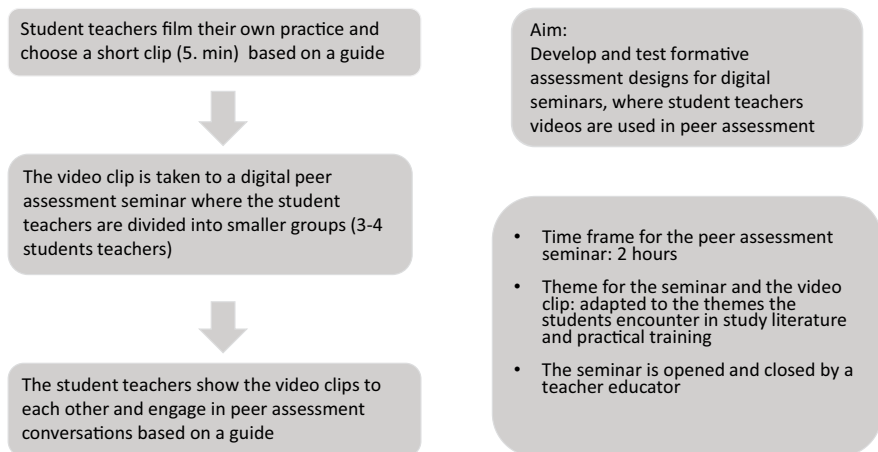 Student teachers film their own practice and
choose a short clip (5. min) based on a guide
The video clip is taken to a digital peer
assessment seminar where the student
teachers are divided into smaller groups (3-4
students teachers)
The student teachers show the video clips to
each other and engage in peer assessment
conversations based on a guide
Aim:
Develop and test formative
assessment designs for digital
seminars, where student teachers
videos are used in peer assessment
• Time frame for the peer assessment
seminar: 2 hours
• Theme for the seminar and the video
clip: adapted to the themes the
students encounter in study literature
and practical training
• The seminar is opened and closed by a
teacher educator